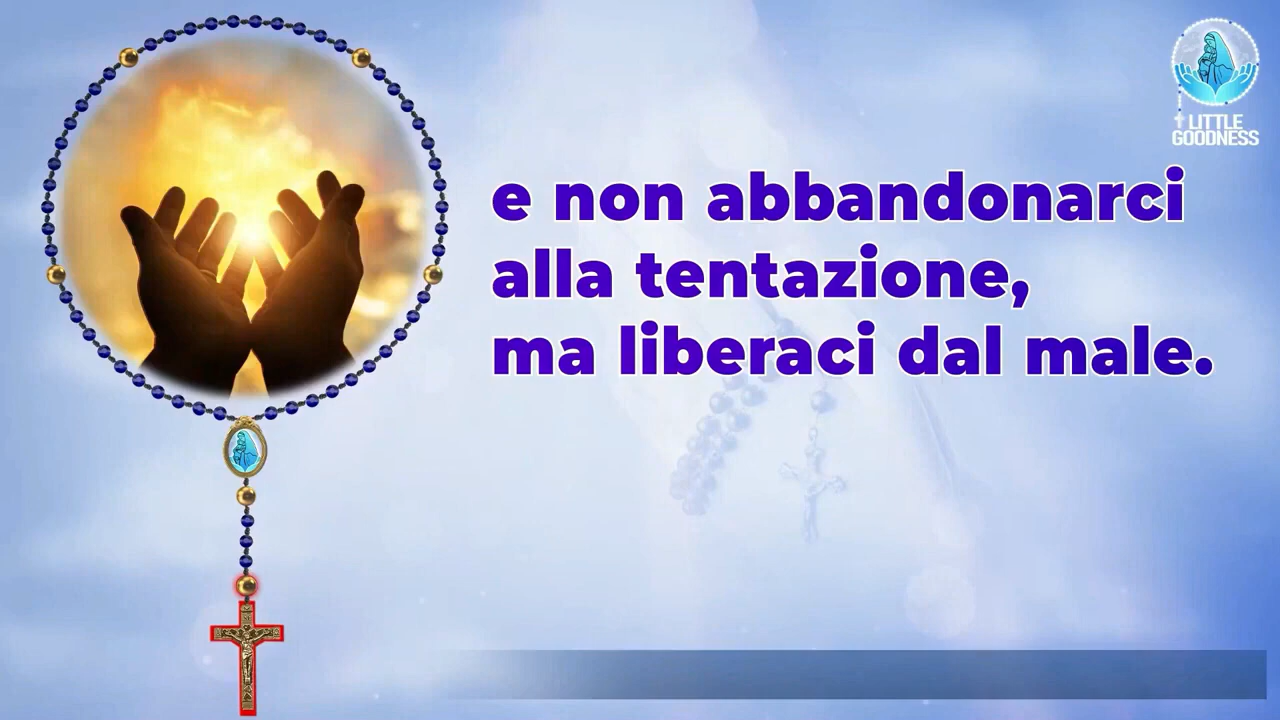 e non abbandonarci
alla tentazione,
ma liberaci dal male.
LITTLE
GOODNESS